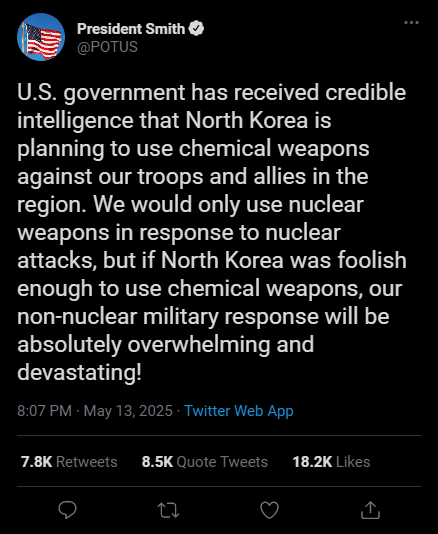 President Smith
@POTUS
U.S. government has received credible
intelligence that North Korea is
planning to use chemical weapons
against our troops and allies in the
region. We would only use nuclear
weapons in response to nuclear
attacks, but if North Korea was foolish
enough to use chemical weapons, our
non-nuclear military response will be
absolutely overwhelming and
devastating!
8:07 PM · May 13, 2025 · Twitter Web App
7.8K Retweets 8.5K Quote Tweets 18.2K Likes